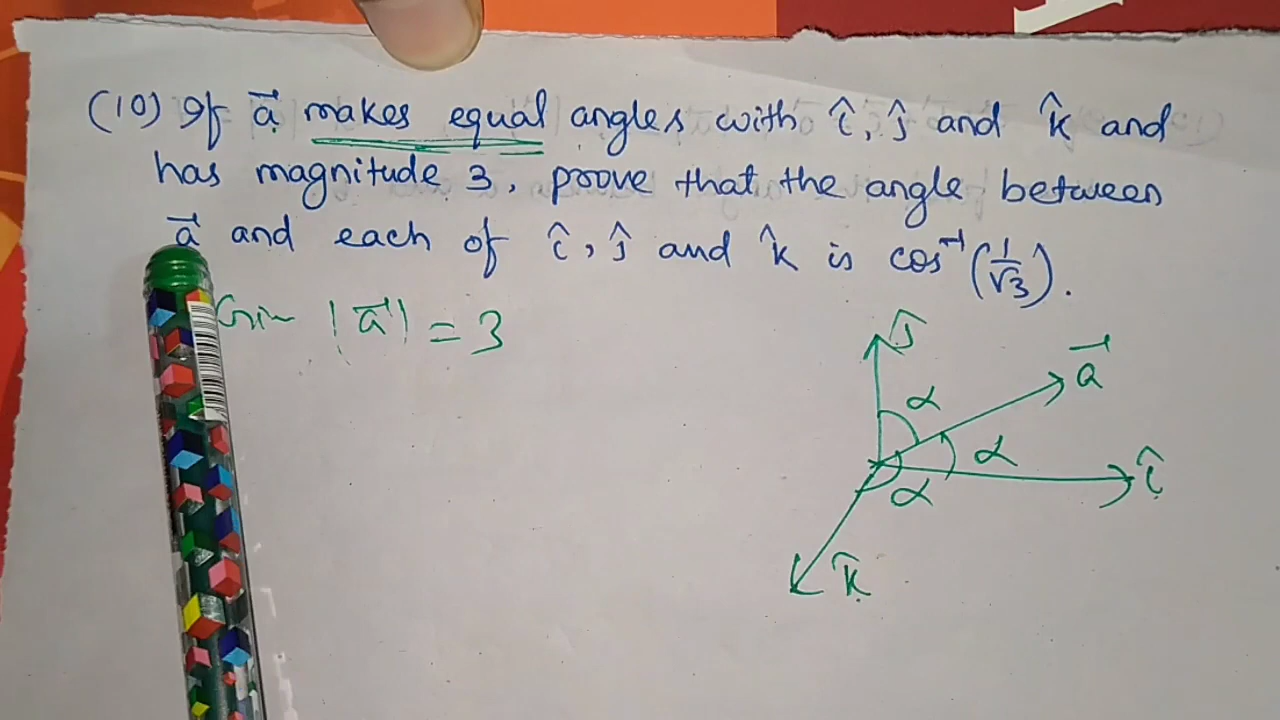 (10) If a⃗ makes equal angles with î, ĵ and k̂ and
has magnitude 3, prove that the angle between
a⃗ and each of î, ĵ and k̂ is cos⁻¹(1/√3).
|a⃗| = 3
ĵ
a⃗
α
α
î
α
k̂